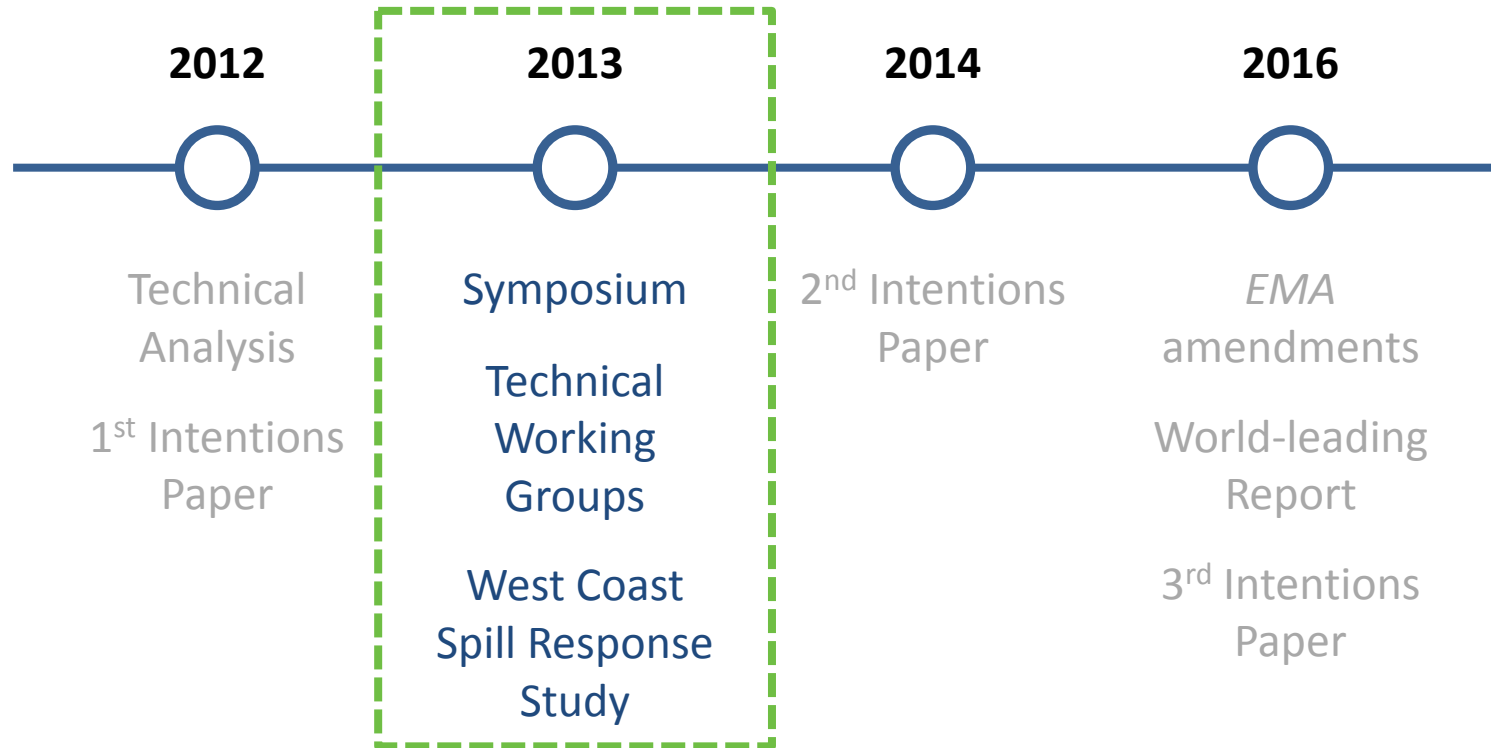 2012
Technical
Analysis
1st Intentions
Paper
2013
Symposium
Technical
Working
Groups
West Coast
Spill Response
Study
2014
2nd Intentions
Paper
2016
EMA
amendments
World-leading
Report
3rd Intentions
Paper